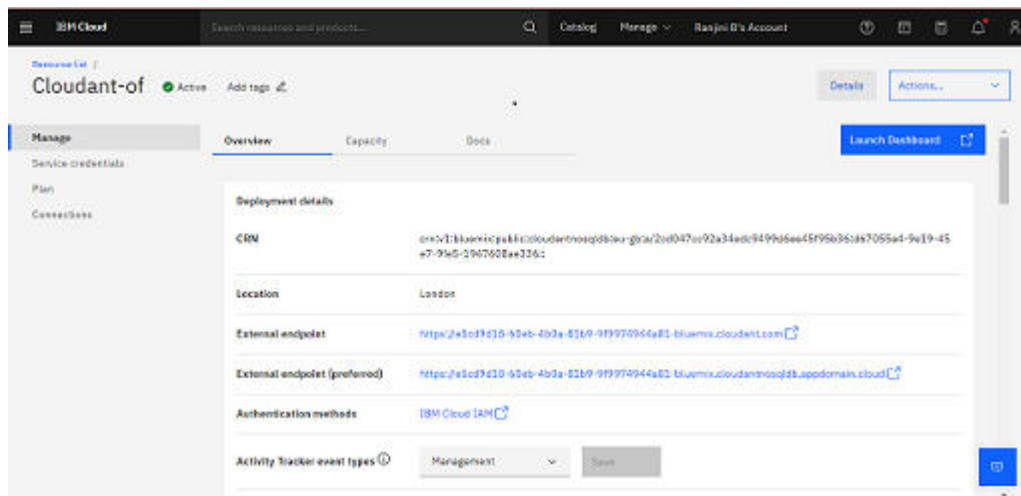 IBM Cloud
Search resources and products...
Catalog
Manage
Ranjini B's Account
Resource list /
Cloudant-of
Active
Add tags
Details
Actions...
Manage
Service credentials
Plan
Connections
Overview
Capacity
Docs
Launch Dashboard
Deployment details
CRN
Location
London
External endpoint
External endpoint (preferred)
Authentication methods
IBM Cloud IAM
Activity Tracker event types
Management
Save